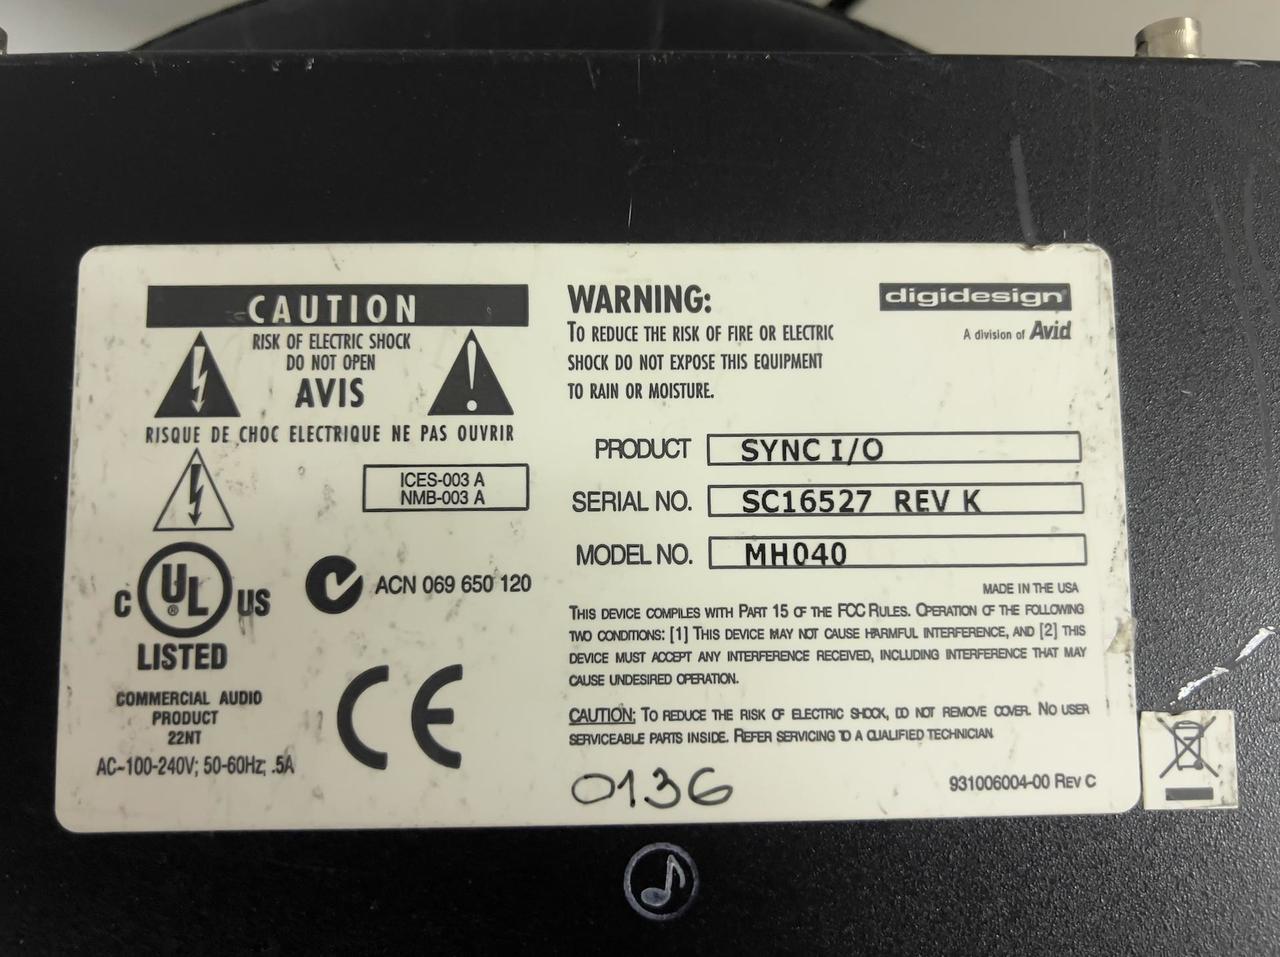 CAUTION
RISK OF ELECTRIC SHOCK
DO NOT OPEN
AVIS
RISQUE DE CHOC ELECTRIQUE NE PAS OUVRIR
ICES-003 A
NMB-003 A
C UL ® US
LISTED
ACN 069 650 120
COMMERCIAL AUDIO
PRODUCT
22NT
AC~100-240V; 50-60Hz; .5A
CE
WARNING:
TO REDUCE THE RISK OF FIRE OR ELECTRIC
SHOCK DO NOT EXPOSE THIS EQUIPMENT
TO RAIN OR MOISTURE.
digidesign®
A division of Avid
PRODUCT SYNC I/O
SERIAL NO. SC16527 REV K
MODEL NO. MH040
MADE IN THE USA
THIS DEVICE COMPLIES WITH PART 15 OF THE FCC RULES. OPERATION OF THE FOLLOWING
TWO CONDITIONS: [1] THIS DEVICE MAY NOT CAUSE HARMFUL INTERFERENCE, AND [2] THIS
DEVICE MUST ACCEPT ANY INTERFERENCE RECEIVED, INCLUDING INTERFERENCE THAT MAY
CAUSE UNDESIRED OPERATION.
CAUTION: TO REDUCE THE RISK OF ELECTRIC SHOCK, DO NOT REMOVE COVER. NO USER
SERVICEABLE PARTS INSIDE. REFER SERVICING TO A QUALIFIED TECHNICIAN
0136
931006004-00 REV C